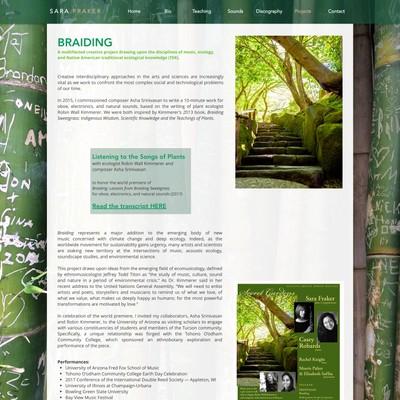 SARA FRAKER
Home
Bio
Teaching
Sounds
Discography
Projects
Contact
BRAIDING
A multifaceted creative project drawing upon the disciplines of music, ecology,
and Native American traditional ecological knowledge (TEK).
Creative interdisciplinary approaches in the arts and sciences are increasingly
vital as we work to confront the most complex social and technological problems
of our time.
In 2015, I commissioned composer Asha Srinivasan to write a 10-minute work for
oboe, electronics, and natural sounds, based on the writing of plant ecologist
Robin Wall Kimmerer. We were both inspired by Kimmerer's 2013 book, Braiding
Sweetgrass: Indigenous Wisdom, Scientific Knowledge and the Teachings of Plants.
Listening to the Songs of Plants
with ecologist Robin Wall Kimmerer and
composer Asha Srinivasan
to honor the world premiere of
Braiding: Lessons from Braiding Sweetgrass
for oboe, electronics, and natural sounds (2017)
Read the transcript HERE
Braiding represents a major addition to the emerging body of new
music concerned with climate change and deep ecology. Indeed, as the
worldwide movement for sustainability gains urgency, many artists and scientists
are staking new territory at the intersections of music, acoustic ecology,
soundscape studies, and environmental science.
This project draws upon ideas from the emerging field of ecomusicology, defined
by ethnomusicologist Jeffrey Todd Titon as "the study of music, culture, sound
and nature in a period of environmental crisis." As Dr. Kimmerer said in her
recent address to the United Nations General Assembly, "We will need to enlist
artists and poets, storytellers and musicians to remind us of what we love, of
what we value, what makes us deeply happy as humans; for the most powerful
transformations are motivated by love."
In celebration of the world premiere, I invited my collaborators, Asha Srinivasan
and Robin Kimmerer, to the University of Arizona as visiting scholars to engage
with various constituencies of students and members of the Tucson community.
Specifically, a unique relationship was forged with the Tohono O'odham
Community College, which sponsored an ethnobotany exploration and
performance of the piece.
Performances:
• University of Arizona Fred Fox School of Music
• Tohono O'odham Community College Earth Day Celebration
• 2017 Conference of the International Double Reed Society — Appleton, WI
• University of Illinois at Champaign-Urbana
• Bowling Green State University
• Bay View Music Festival
Gardens
Sara Fraker
Casey
Robards
Rachel Knight